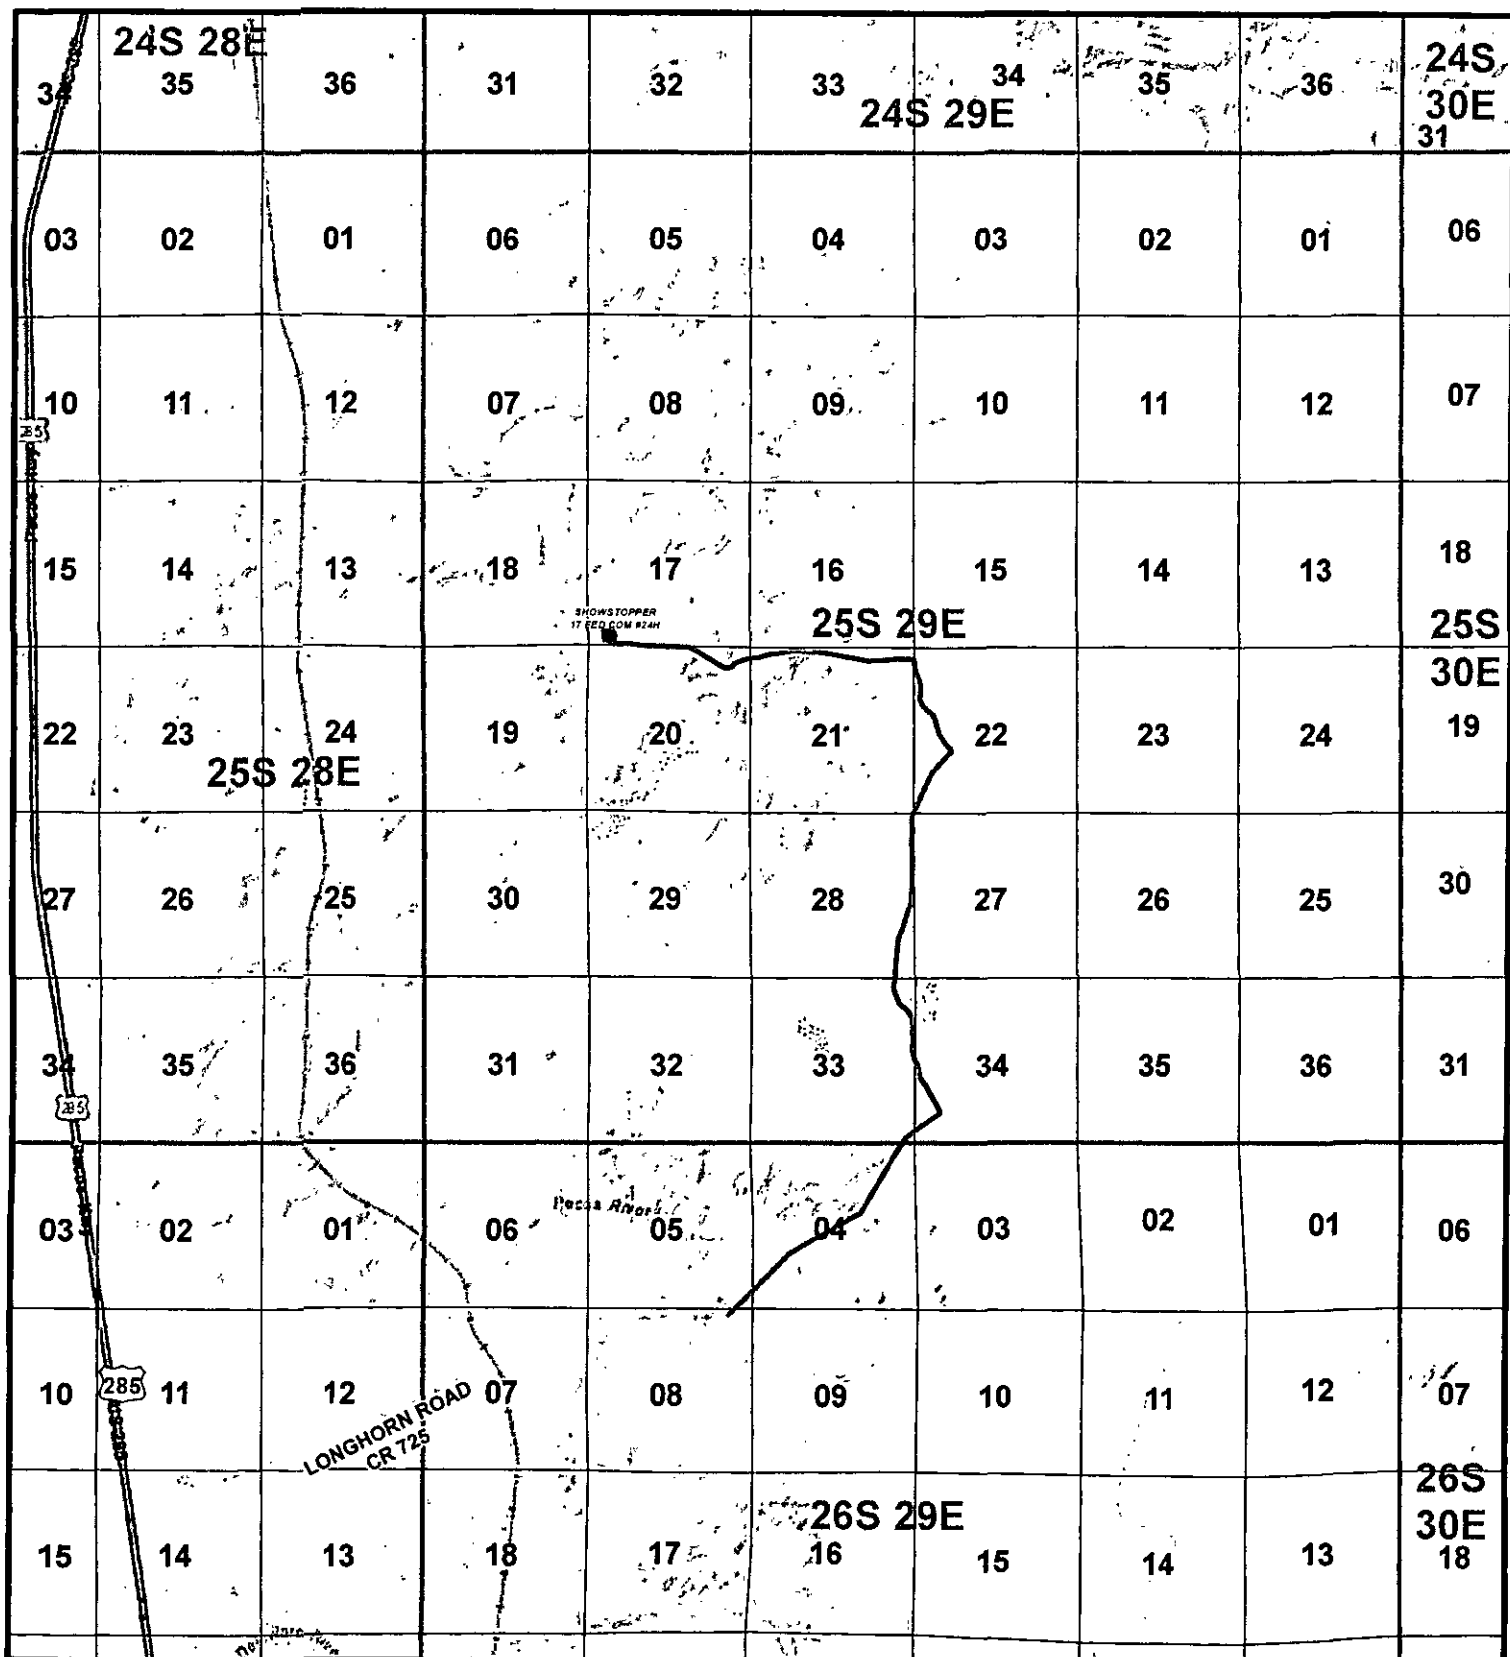 24S 28E
34 35 36 31 32 33 34 35 36
24S 29E
24S
30E
31
03 02 01 06 05 04 03 02 01 06
10 11 12 07 08 09 10 11 12 07
285
15 14 13 18 17 16 15 14 13 18
SHOWSTOPPER
17 FED COM #24H
25S 29E
25S
30E
22 23 24 19 20 21 22 23 24 19
25S 28E
27 26 25 30 29 28 27 26 25 30
34 35 36 31 32 33 34 35 36 31
285
Pecos River
03 02 01 06 05 04 03 02 01 06
10 285 11 12 07 08 09 10 11 12 07
LONGHORN ROAD
CR 725
26S 29E
26S
30E
15 14 13 18 17 16 15 14 13 18